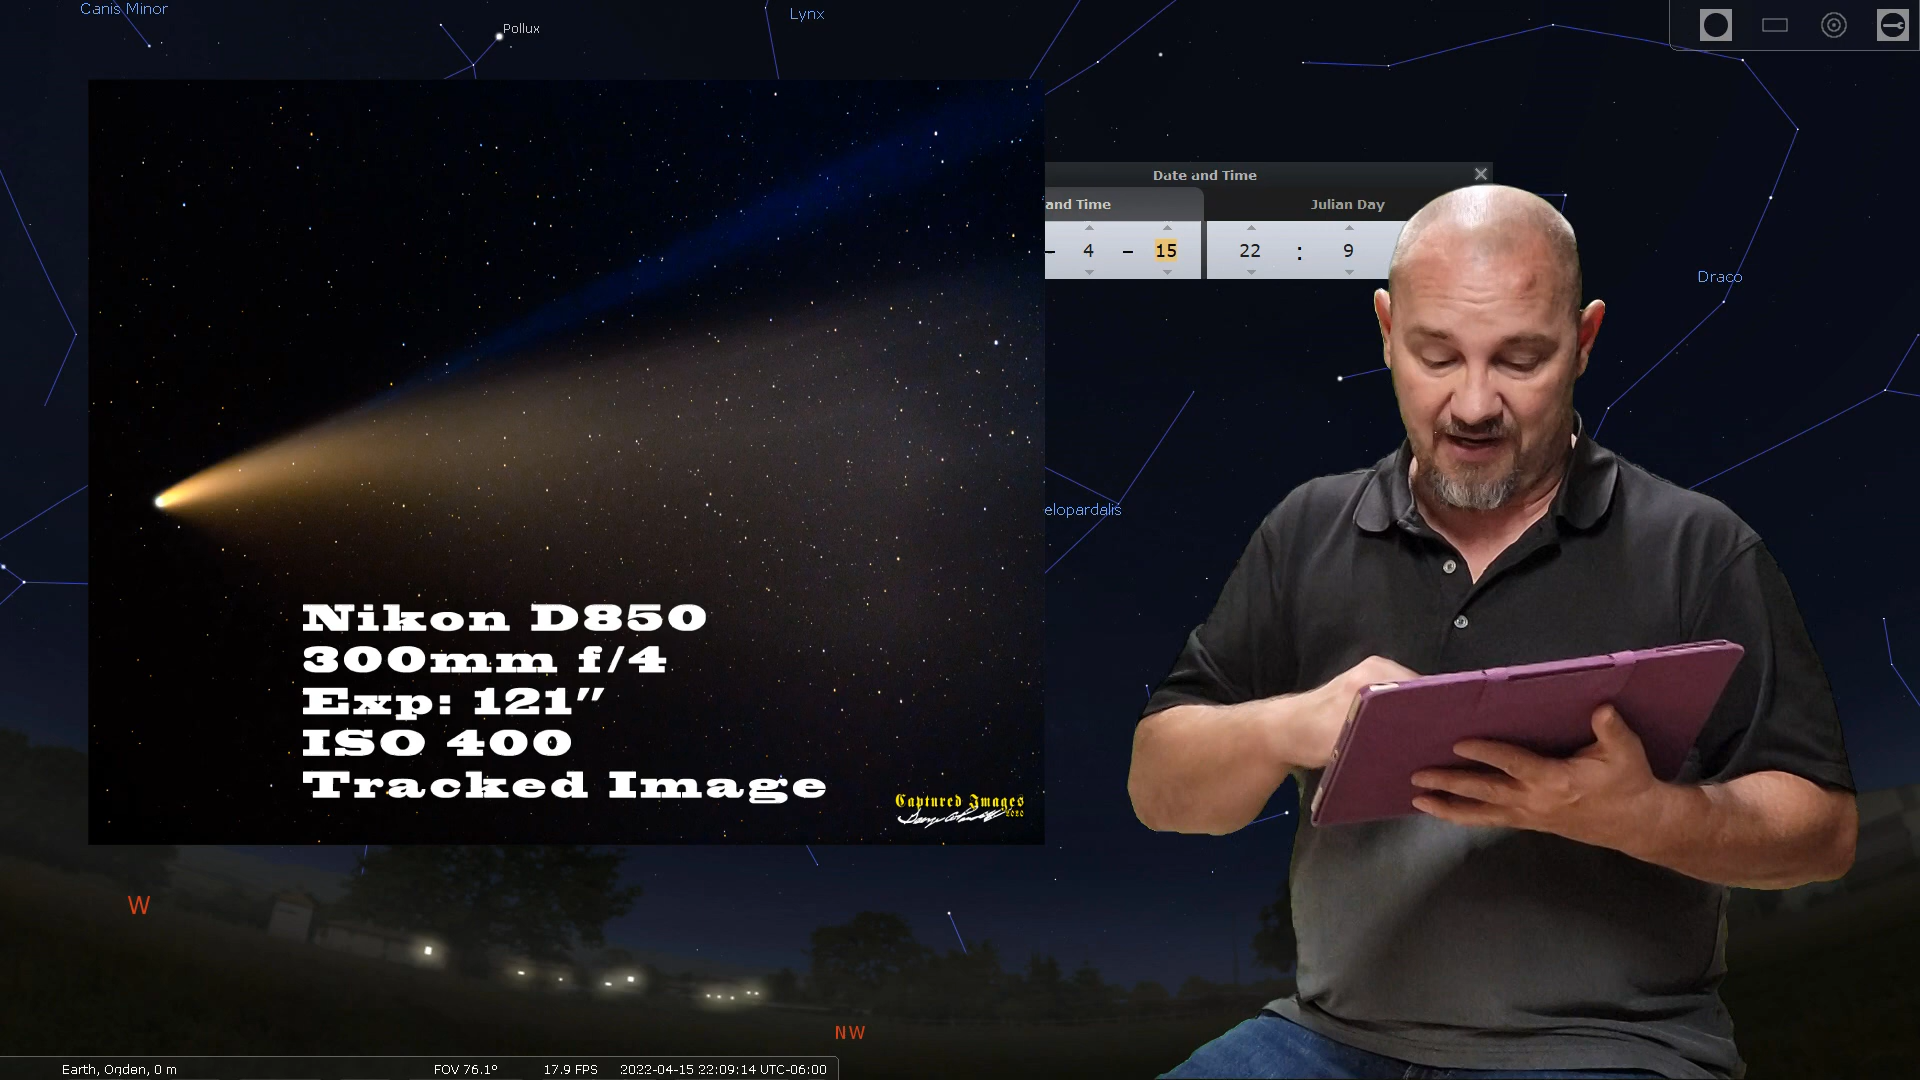 Canis Minor
Pollux
Lynx
Date and Time
and Time
Julian Day
– 4 – 15
22 : 9
Draco
elopardalis
Nikon D850
300mm f/4
Exp: 121"
ISO 400
Tracked Image
Captured Images
2020
W
NW
Earth, Ogden, 0 m
FOV 76.1°
17.9 FPS
2022-04-15 22:09:14 UTC-06:00